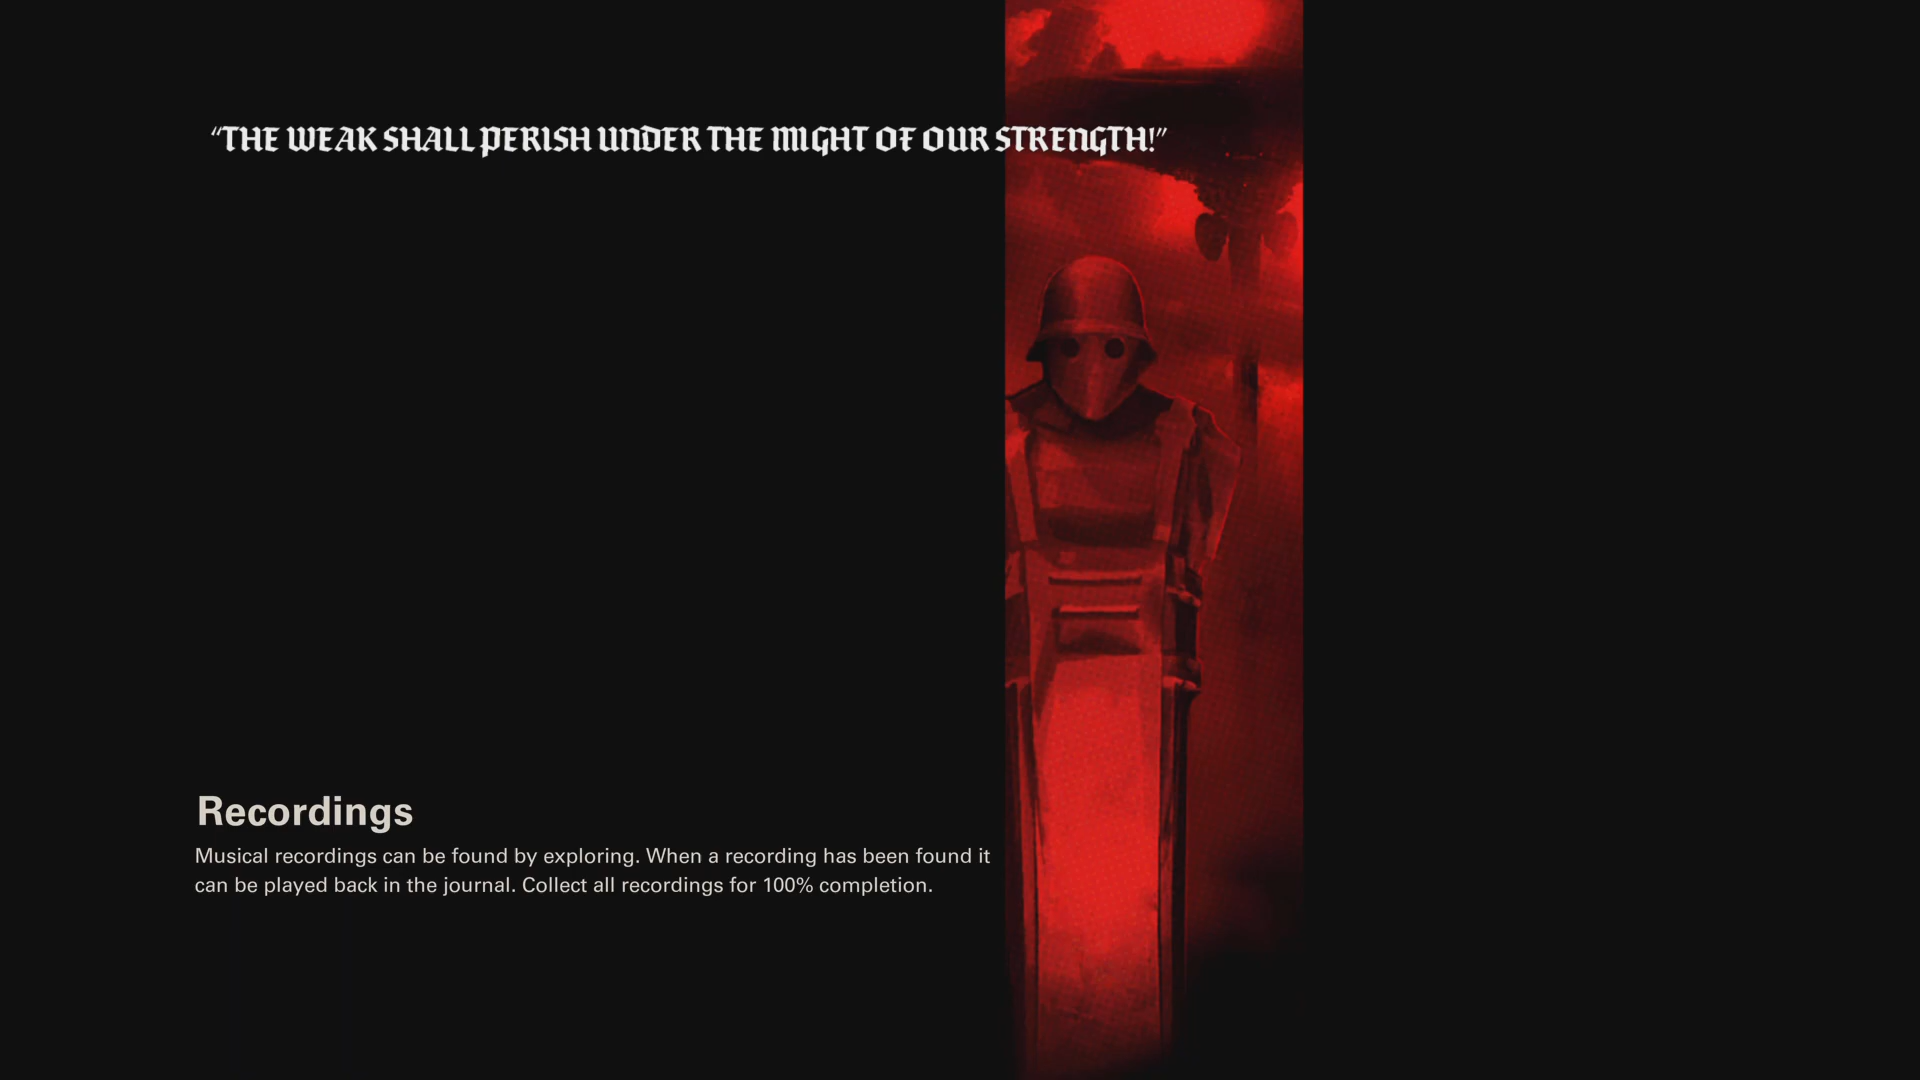 “THE WEAK SHALL PERISH UNDER THE MIGHT OF OUR STRENGTH!”
Recordings
Musical recordings can be found by exploring. When a recording has been found it
can be played back in the journal. Collect all recordings for 100% completion.